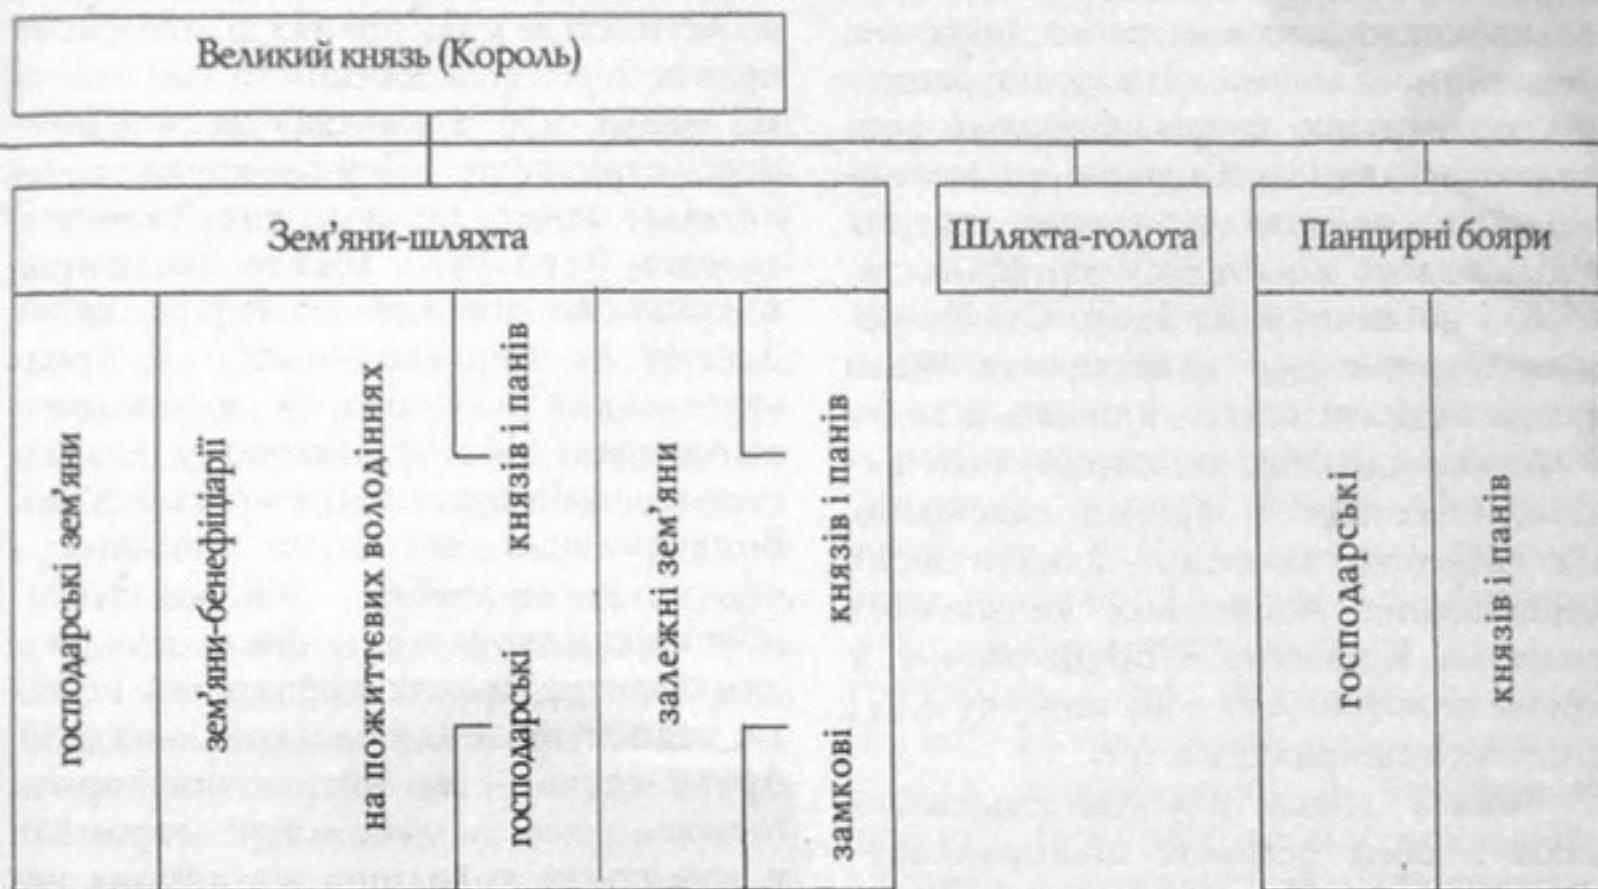 Великий князь (Король)
Зем’яни-шляхта
Шляхта-голота
Панцирні бояри
господарські зем’яни
зем’яни-бенефіціарії
на пожиттєвих володіннях
господарські
князів і панів
залежні зем’яни
замкові
князів і панів
господарські
князів і панів